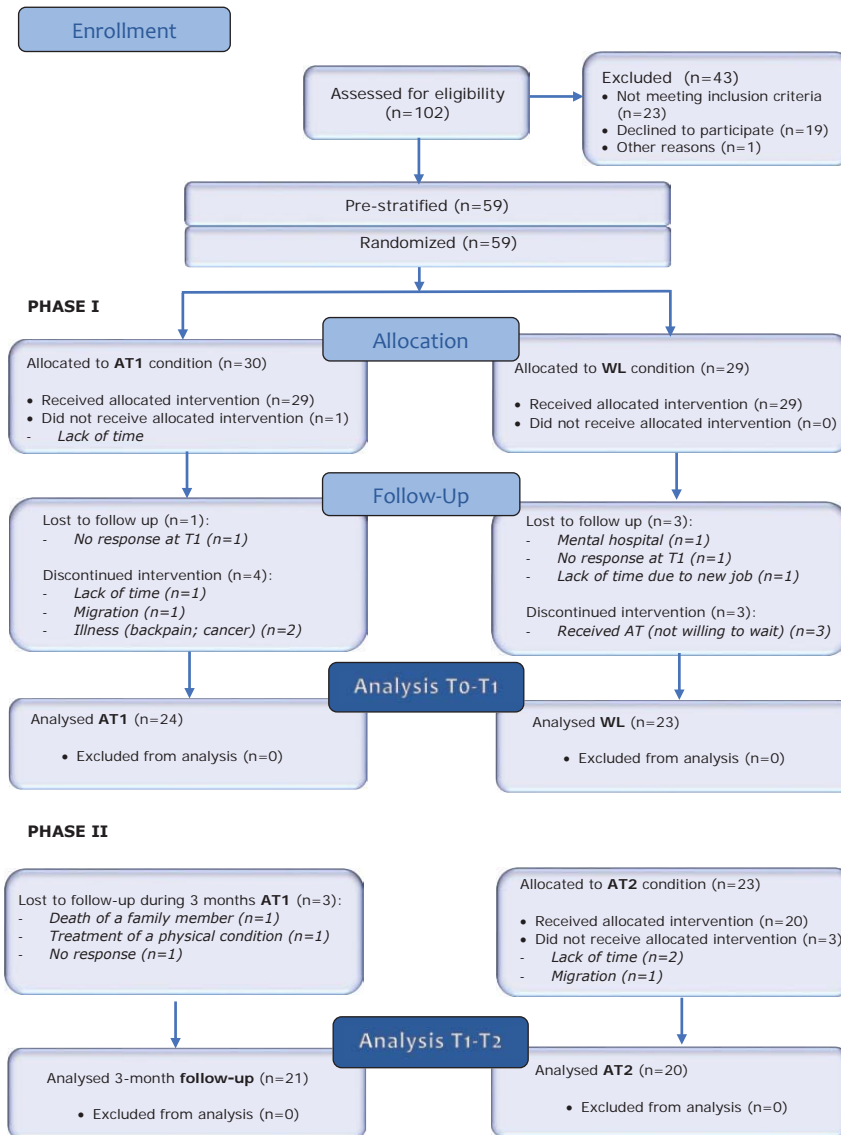 Enrollment
Assessed for eligibility
(n=102)
Excluded (n=43)
• Not meeting inclusion criteria
(n=23)
• Declined to participate (n=19)
• Other reasons (n=1)
Pre-stratified (n=59)
Randomized (n=59)
PHASE I
Allocation
Allocated to AT1 condition (n=30)
• Received allocated intervention (n=29)
• Did not receive allocated intervention (n=1)
- Lack of time
Allocated to WL condition (n=29)
• Received allocated intervention (n=29)
• Did not receive allocated intervention (n=0)
Follow-Up
Lost to follow up (n=1):
- No response at T1 (n=1)
Discontinued intervention (n=4):
- Lack of time (n=1)
- Migration (n=1)
- Illness (backpain; cancer) (n=2)
Lost to follow up (n=3):
- Mental hospital (n=1)
- No response at T1 (n=1)
- Lack of time due to new job (n=1)
Discontinued intervention (n=3):
- Received AT (not willing to wait) (n=3)
Analysis T0-T1
Analysed AT1 (n=24)
• Excluded from analysis (n=0)
Analysed WL (n=23)
• Excluded from analysis (n=0)
PHASE II
Lost to follow-up during 3 months AT1 (n=3):
- Death of a family member (n=1)
- Treatment of a physical condition (n=1)
- No response (n=1)
Allocated to AT2 condition (n=23)
• Received allocated intervention (n=20)
• Did not receive allocated intervention (n=3)
- Lack of time (n=2)
- Migration (n=1)
Analysis T1-T2
Analysed 3-month follow-up (n=21)
• Excluded from analysis (n=0)
Analysed AT2 (n=20)
• Excluded from analysis (n=0)